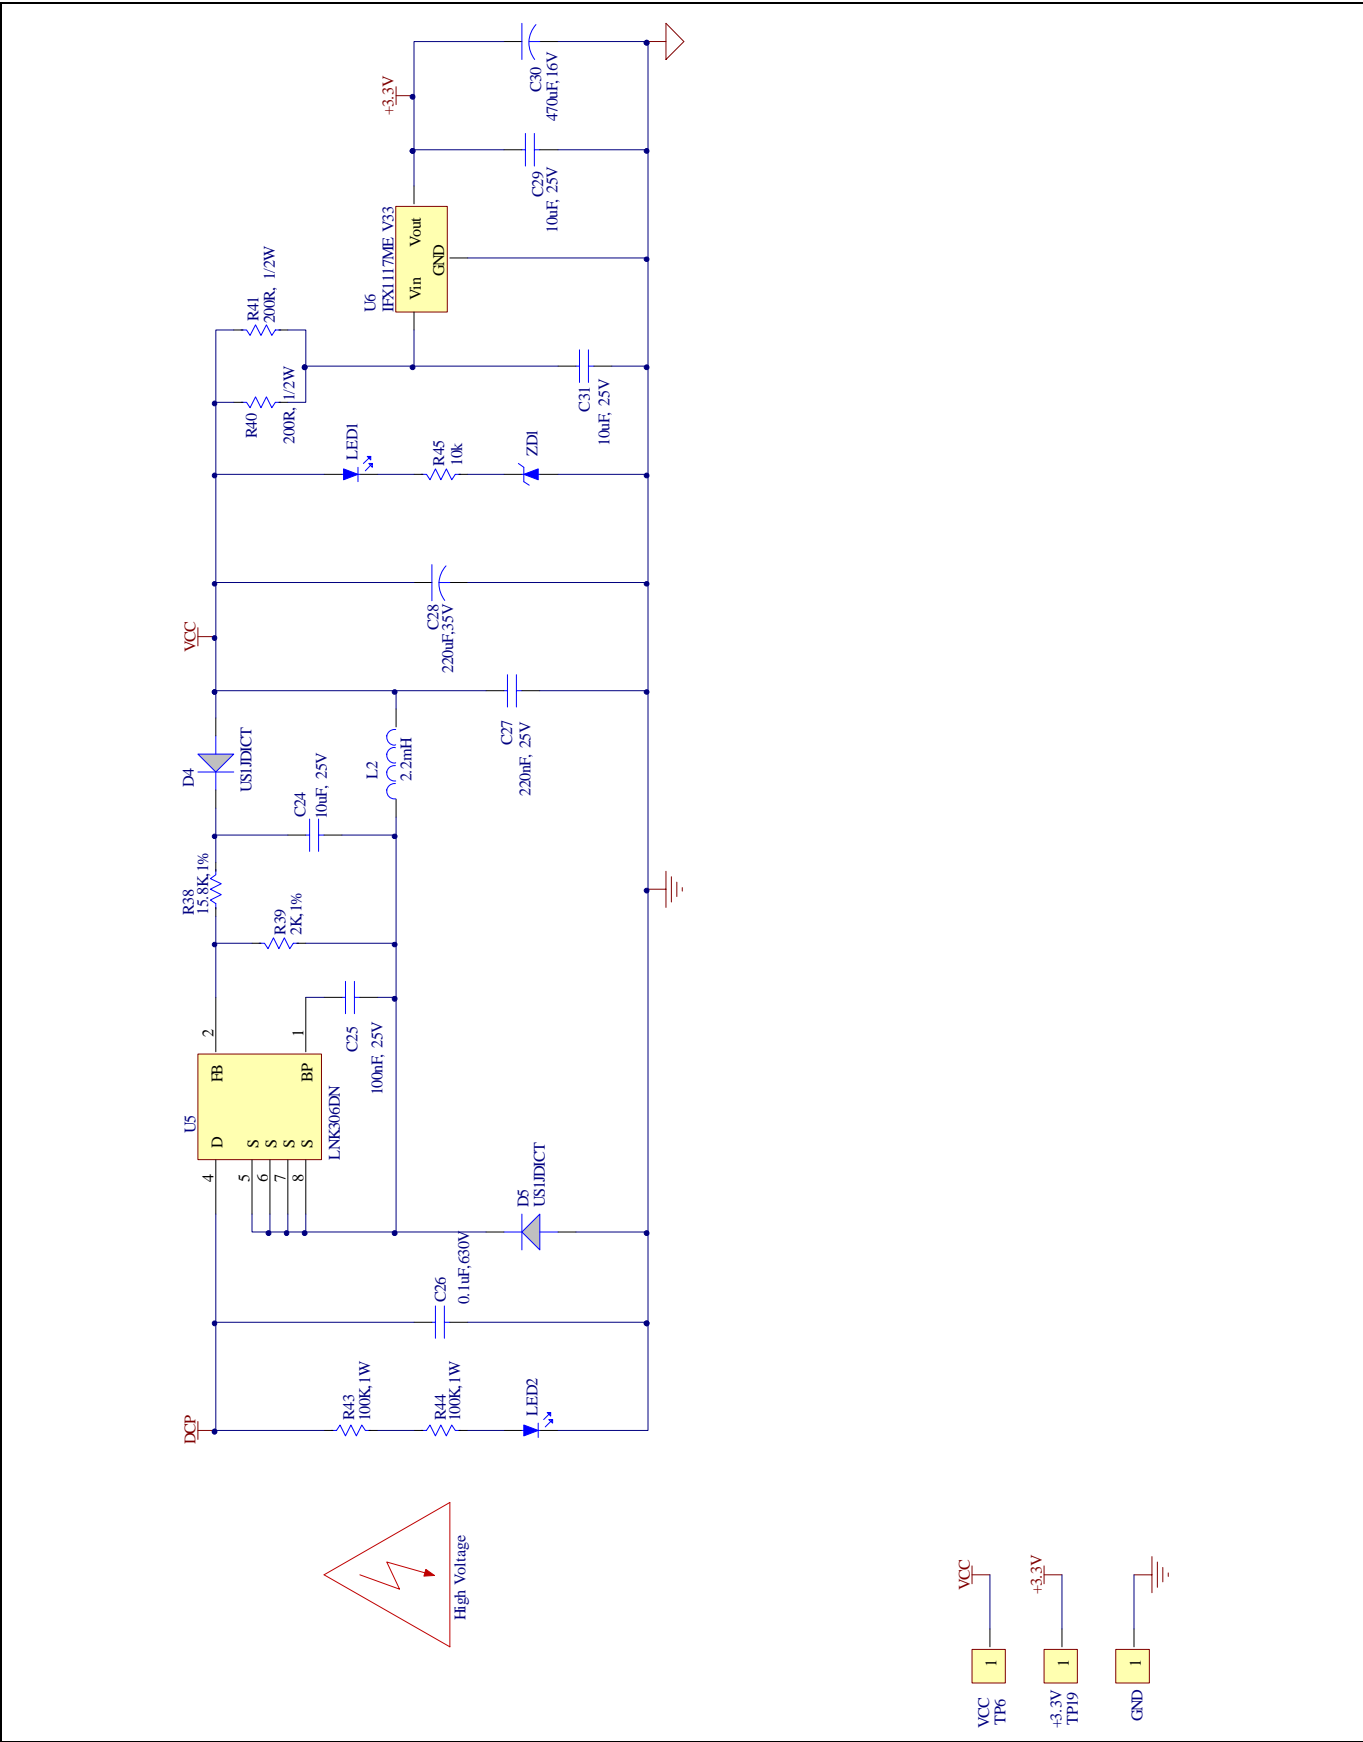 DCP
R43
100K,1W
R44
100K,1W
LED2
C26
0.1uF,630V
U5
LNK306DN
D
FB
BP
S
S
S
S
4
5
6
7
8
2
1
D5
US1JDICT
C25
100nF, 25V
R39
2K,1%
R38
15.8K,1%
C24
10uF, 25V
D4
US1JDICT
L2
2.2mH
C27
220nF, 25V
VCC
C28
220uF,35V
LED1
R45
10k
ZD1
R40
200R, 1/2W
R41
200R, 1/2W
C31
10uF, 25V
U6
IFX1117ME V33
Vin
Vout
GND
C29
10uF, 25V
+3.3V
C30
470uF,16V
High Voltage
VCC
1
VCC
TP6
+3.3V
1
+3.3V
TP19
1
GND